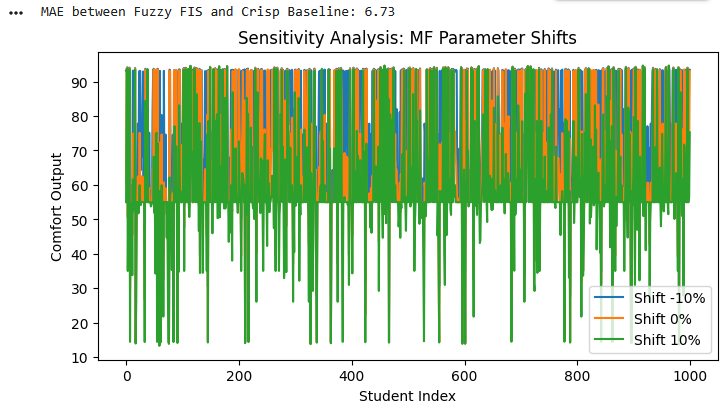 MAE between Fuzzy FIS and Crisp Baseline: 6.73
Sensitivity Analysis: MF Parameter Shifts
Comfort Output
90
80
70
60
50
40
30
20
10
0
200
400
600
800
1000
Student Index
Shift -10%
Shift 0%
Shift 10%